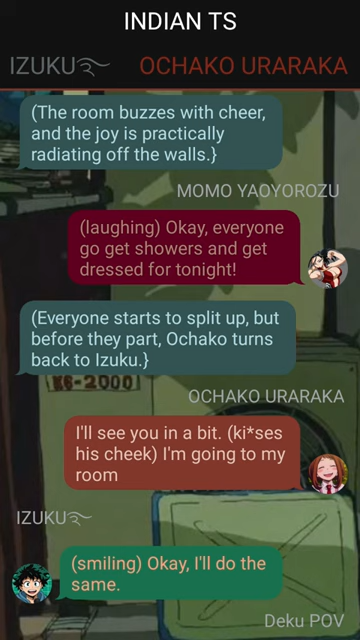 INDIAN TS
IZUKU࿐ OCHAKO URARAKA
(The room buzzes with cheer,
and the joy is practically
radiating off the walls.}
MOMO YAOYOROZU
(laughing) Okay, everyone
go get showers and get
dressed for tonight!
(Everyone starts to split up, but
before they part, Ochako turns
back to Izuku.}
K6-2000
OCHAKO URARAKA
I'll see you in a bit. (ki*ses
his cheek) I'm going to my
room
IZUKU࿐
(smiling) Okay, I'll do the
same.
Deku POV